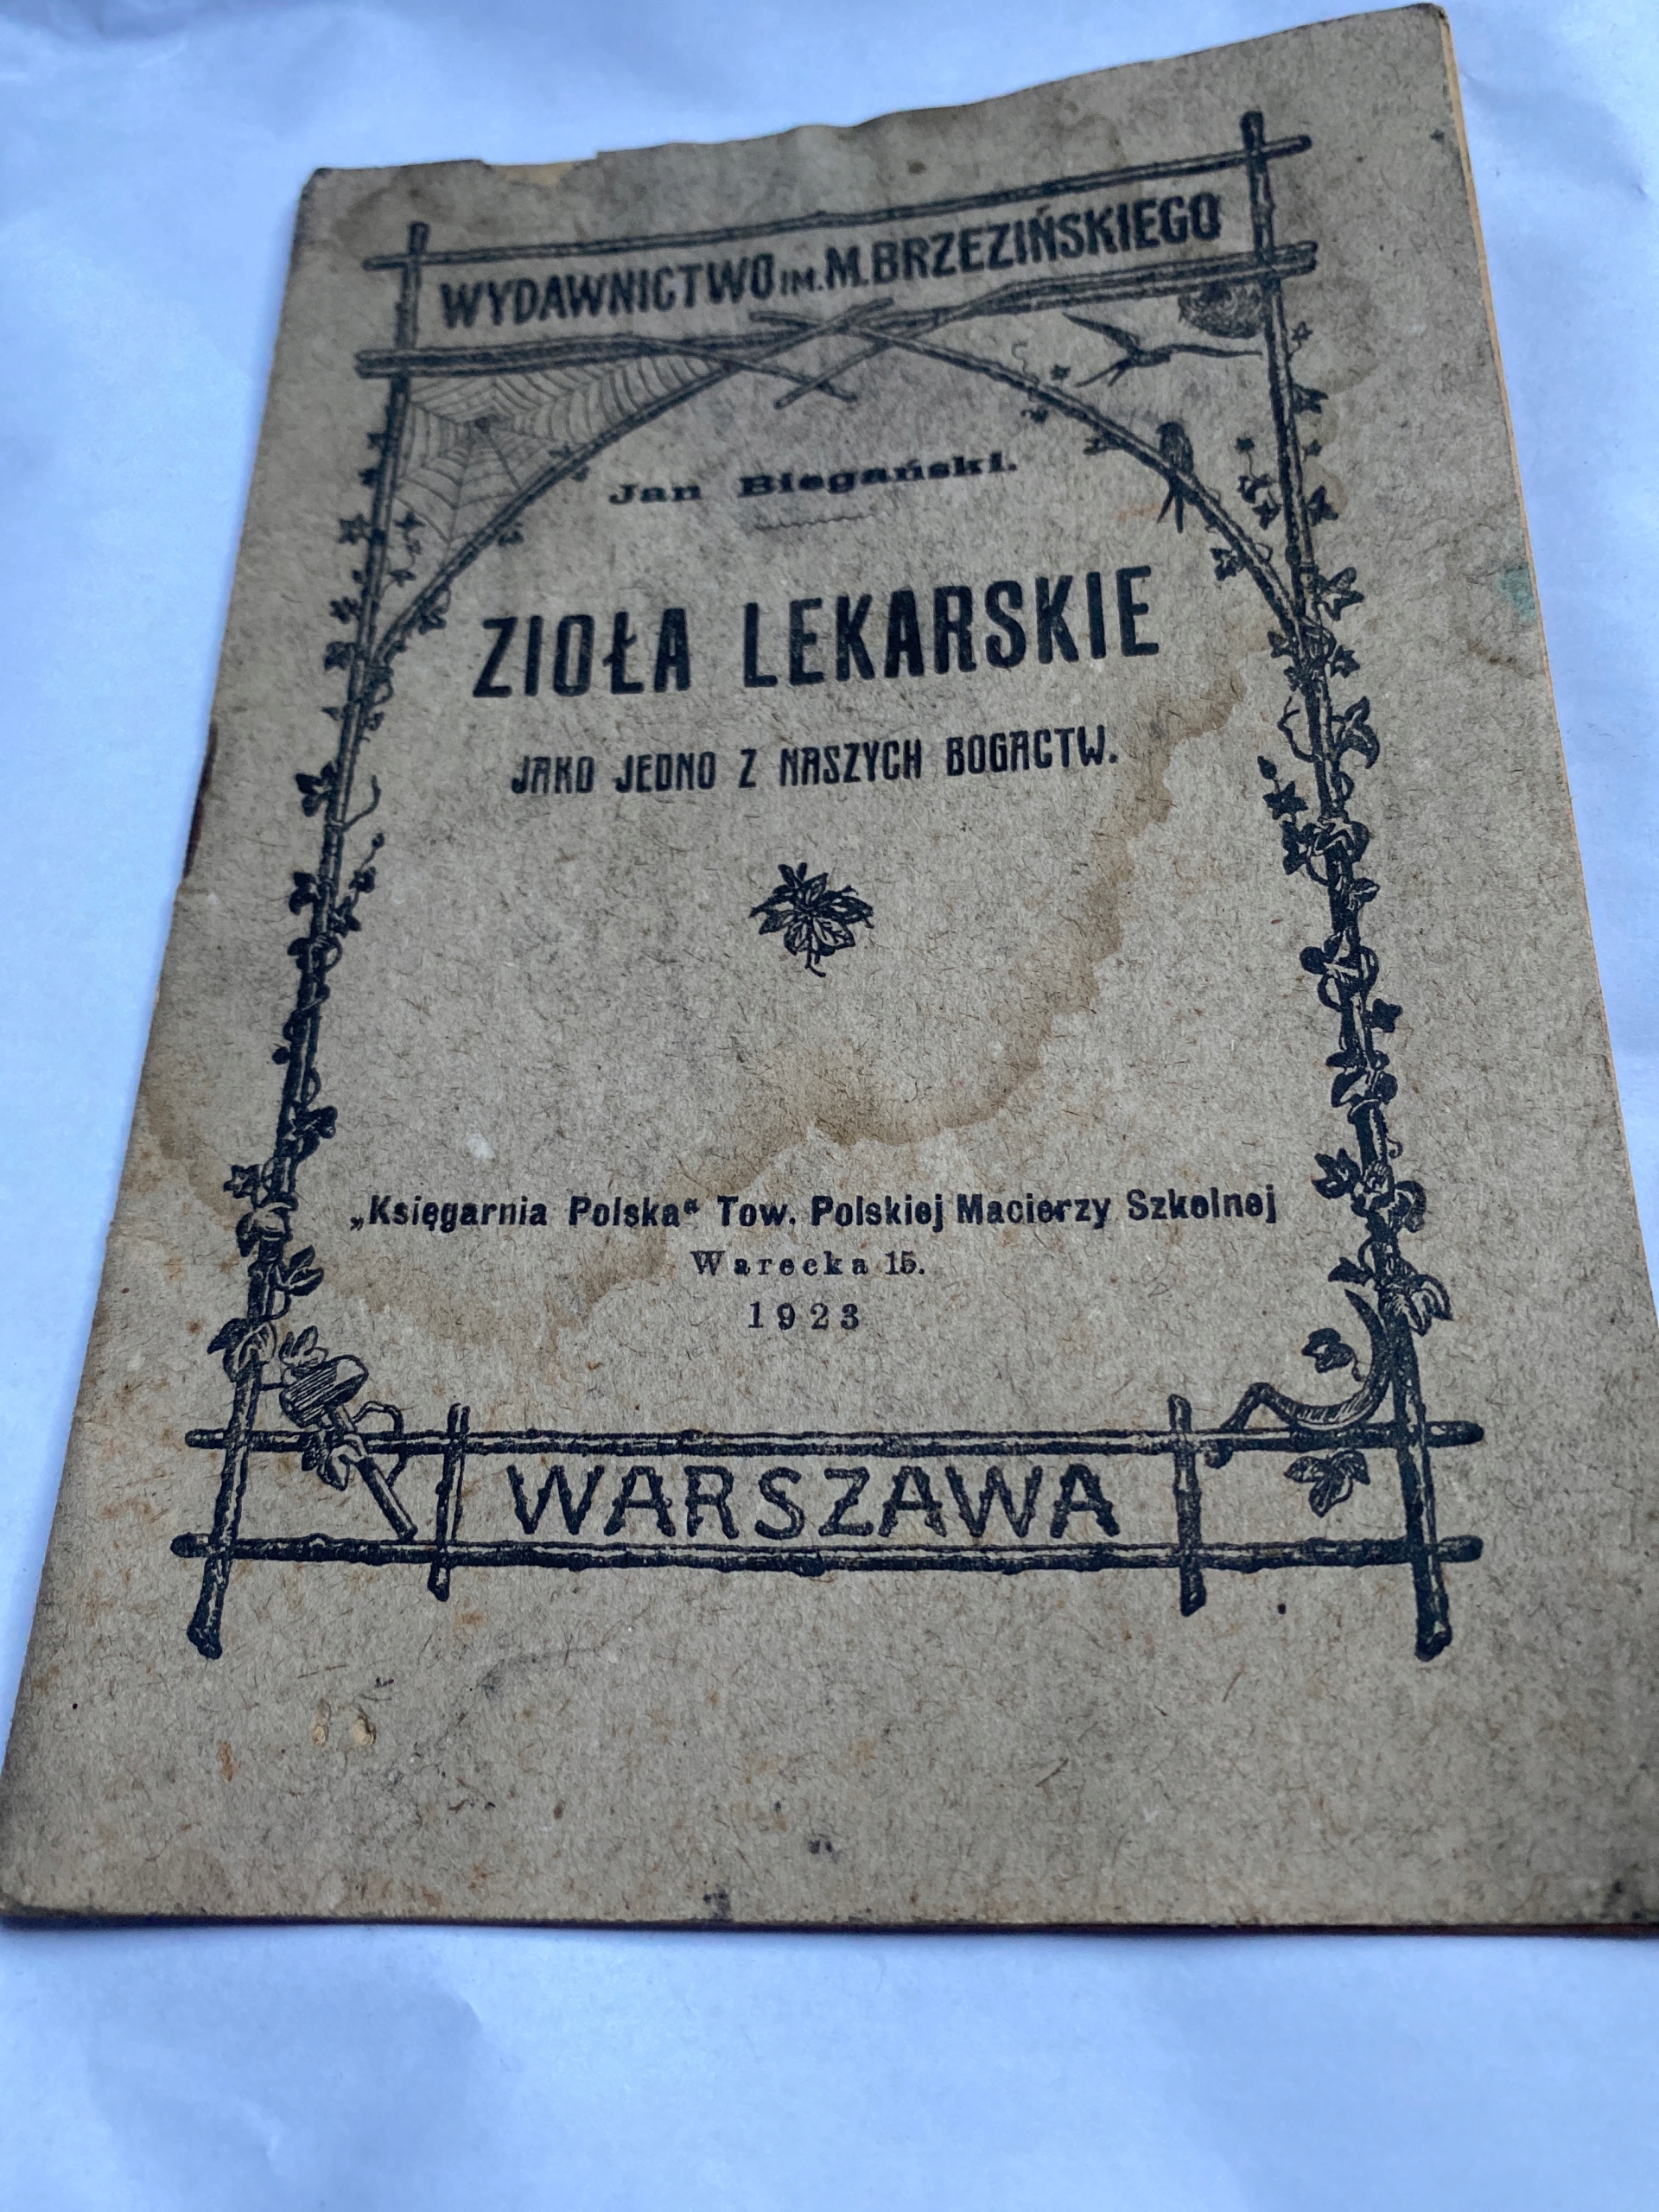 WYDAWNICTWO IM. M. BRZEZIŃSKIEGO
Jan Biegański.
ZIOŁA LEKARSKIE
JAKO JEDNO Z NASZYCH BOGACTW.
„Księgarnia Polska“ Tow. Polskiej Macierzy Szkolnej
Warecka 15.
1923
WARSZAWA